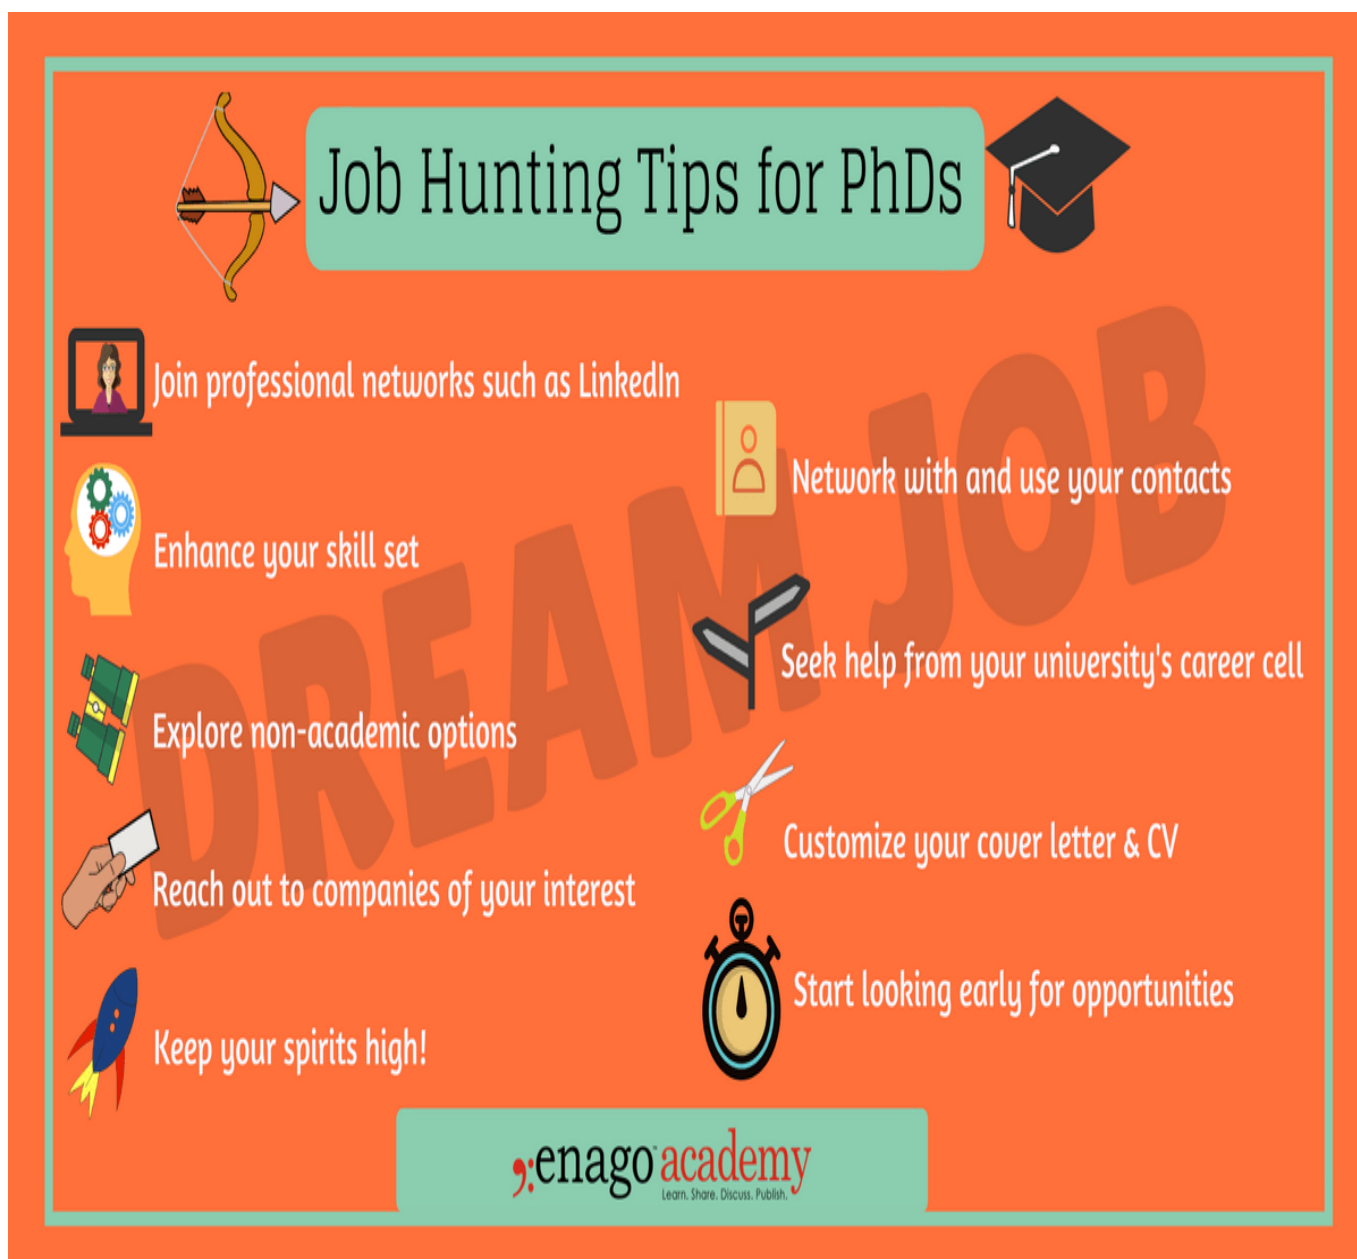 Job Hunting Tips for PhDs
DREAM JOB
Join professional networks such as LinkedIn
Enhance your skill set
Explore non-academic options
Reach out to companies of your interest
Keep your spirits high!
Network with and use your contacts
Seek help from your university's career cell
Customize your cover letter & CV
Start looking early for opportunities
enago™ academy
Learn. Share. Discuss. Publish.